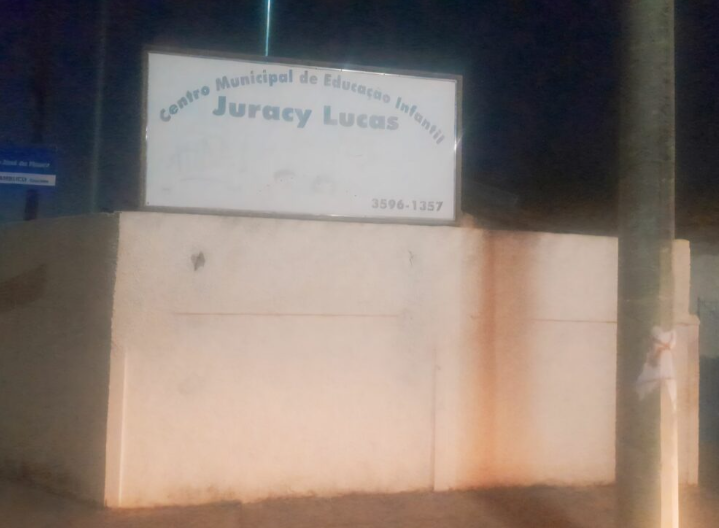 Centro Municipal de Educação Infantil
Juracy Lucas
3596-1357